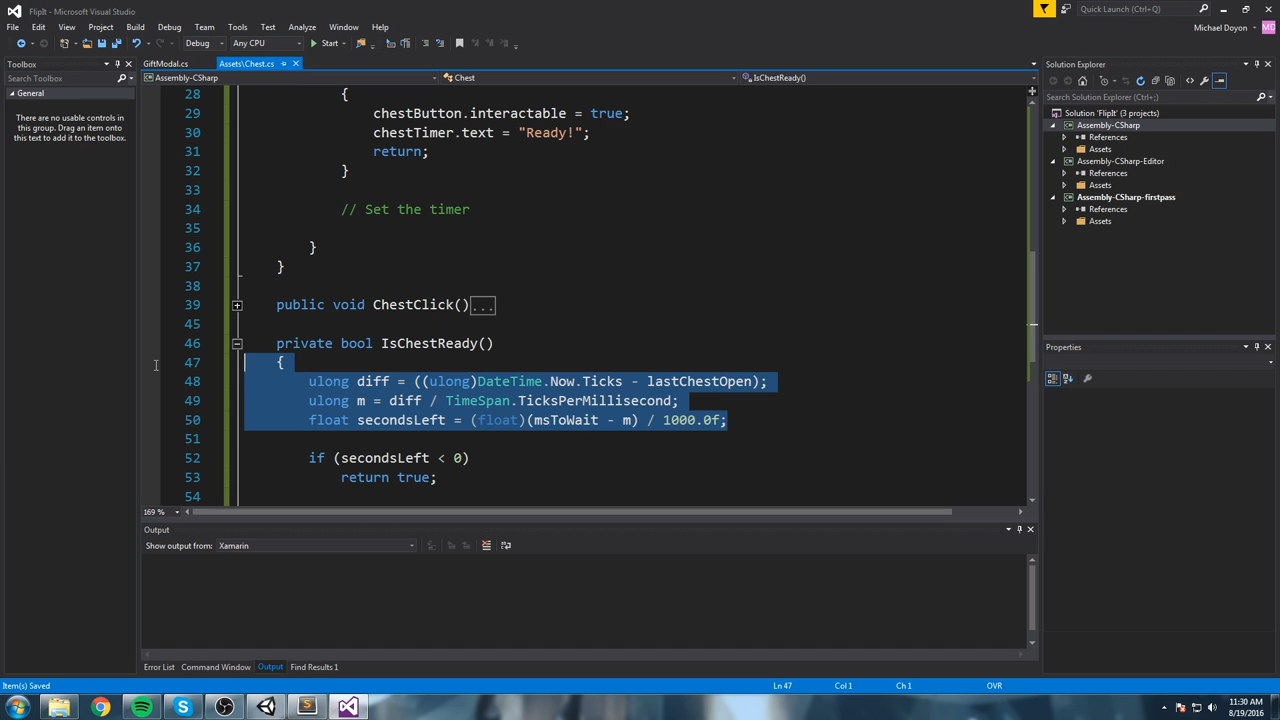 FlipIt - Microsoft Visual Studio
Quick Launch (Ctrl+;)
File Edit View Project Build Debug Team Tools Test Analyze Window Help
Michael Doyon MD
Debug Any CPU Start
Toolbox
Search Toolbox
General
There are no usable controls in
this group. Drag an item onto
this text to add it to the toolbox.
GiftModal.cs Assets\Chest.cs
Assembly-CSharp Chest IsChestReady()
28 {
29 chestButton.interactable = true;
30 chestTimer.text = "Ready!";
31 return;
32 }
33
34 // Set the timer
35
36 }
37 }
38
39 public void ChestClick()...
45
46 private bool IsChestReady()
47 {
48 ulong diff = ((ulong)DateTime.Now.Ticks - lastChestOpen);
49 ulong m = diff / TimeSpan.TicksPerMillisecond;
50 float secondsLeft = (float)(msToWait - m) / 1000.0f;
51
52 if (secondsLeft < 0)
53 return true;
54
169 %
Output
Show output from: Xamarin
Error List Command Window Output Find Results 1
Solution Explorer
Search Solution Explorer (Ctrl+;)
Solution 'FlipIt' (3 projects)
Assembly-CSharp
References
Assets
Assembly-CSharp-Editor
References
Assets
Assembly-CSharp-firstpass
References
Assets
Properties
Item(s) Saved Ln 47 Col 1 Ch 1 OVR
11:30 AM
8/19/2016